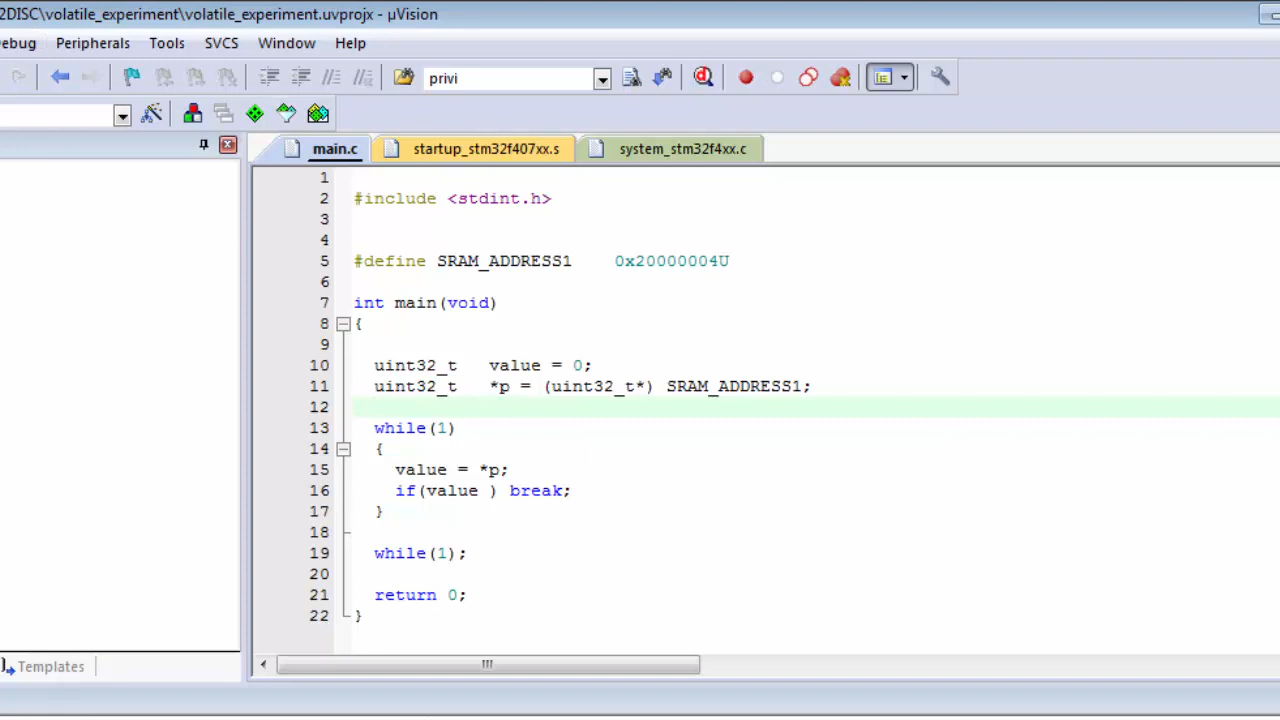 2DISC\volatile_experiment\volatile_experiment.uvprojx - µVision
ebug Peripherals Tools SVCS Window Help
privi
main.c startup_stm32f407xx.s system_stm32f4xx.c
1
2 #include <stdint.h>
3
4
5 #define SRAM_ADDRESS1 0x20000004U
6
7 int main(void)
8 {
9
10 uint32_t value = 0;
11 uint32_t *p = (uint32_t*) SRAM_ADDRESS1;
12
13 while(1)
14 {
15 value = *p;
16 if(value ) break;
17 }
18
19 while(1);
20
21 return 0;
22 }
Templates